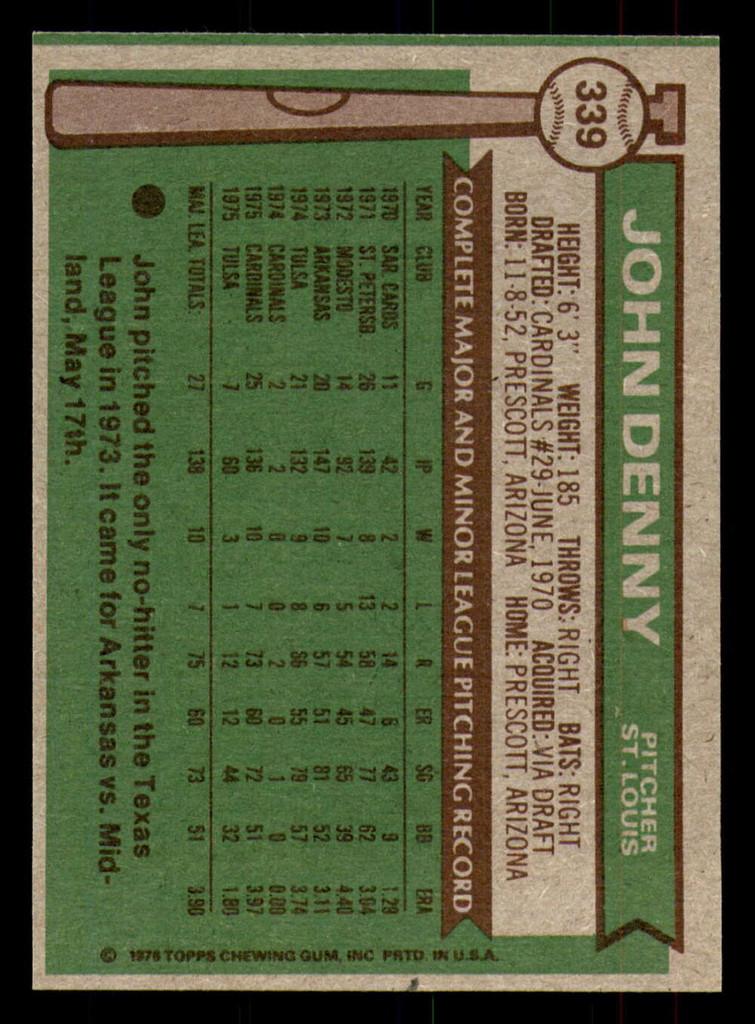 339
JOHN DENNY
PITCHER
ST. LOUIS
HEIGHT: 6' 3" WEIGHT: 185 THROWS: RIGHT BATS: RIGHT
DRAFTED: CARDINALS #29-JUNE, 1970 ACQUIRED: VIA DRAFT
BORN: 11-8-52, PRESCOTT, ARIZONA HOME: PRESCOTT, ARIZONA
COMPLETE MAJOR AND MINOR LEAGUE PITCHING RECORD
YEAR CLUB G IP W L R ER SO BB ERA
1970 SAR CARDS 11 42 2 2 14 6 43 9 1.29
1971 ST. PETERSB. 26 139 8 13 58 47 77 62 3.04
1972 MODESTO 14 92 7 5 54 45 65 39 4.40
1973 ARKANSAS 20 147 10 6 57 51 81 52 3.11
1974 TULSA 21 132 9 8 66 55 79 57 3.74
1974 CARDINALS 2 2 0 0 2 0 1 0 0.00
1975 CARDINALS 25 136 10 7 73 60 72 51 3.97
1975 TULSA 7 60 3 1 12 12 44 32 1.80
MAJ. LEA. TOTALS 27 138 10 7 75 60 73 51 3.90
John pitched the only no-hitter in the Texas
League in 1973. It came for Arkansas vs. Mid-
land, May 17th.
© 1976 TOPPS CHEWING GUM, INC. PRTD. IN U.S.A.